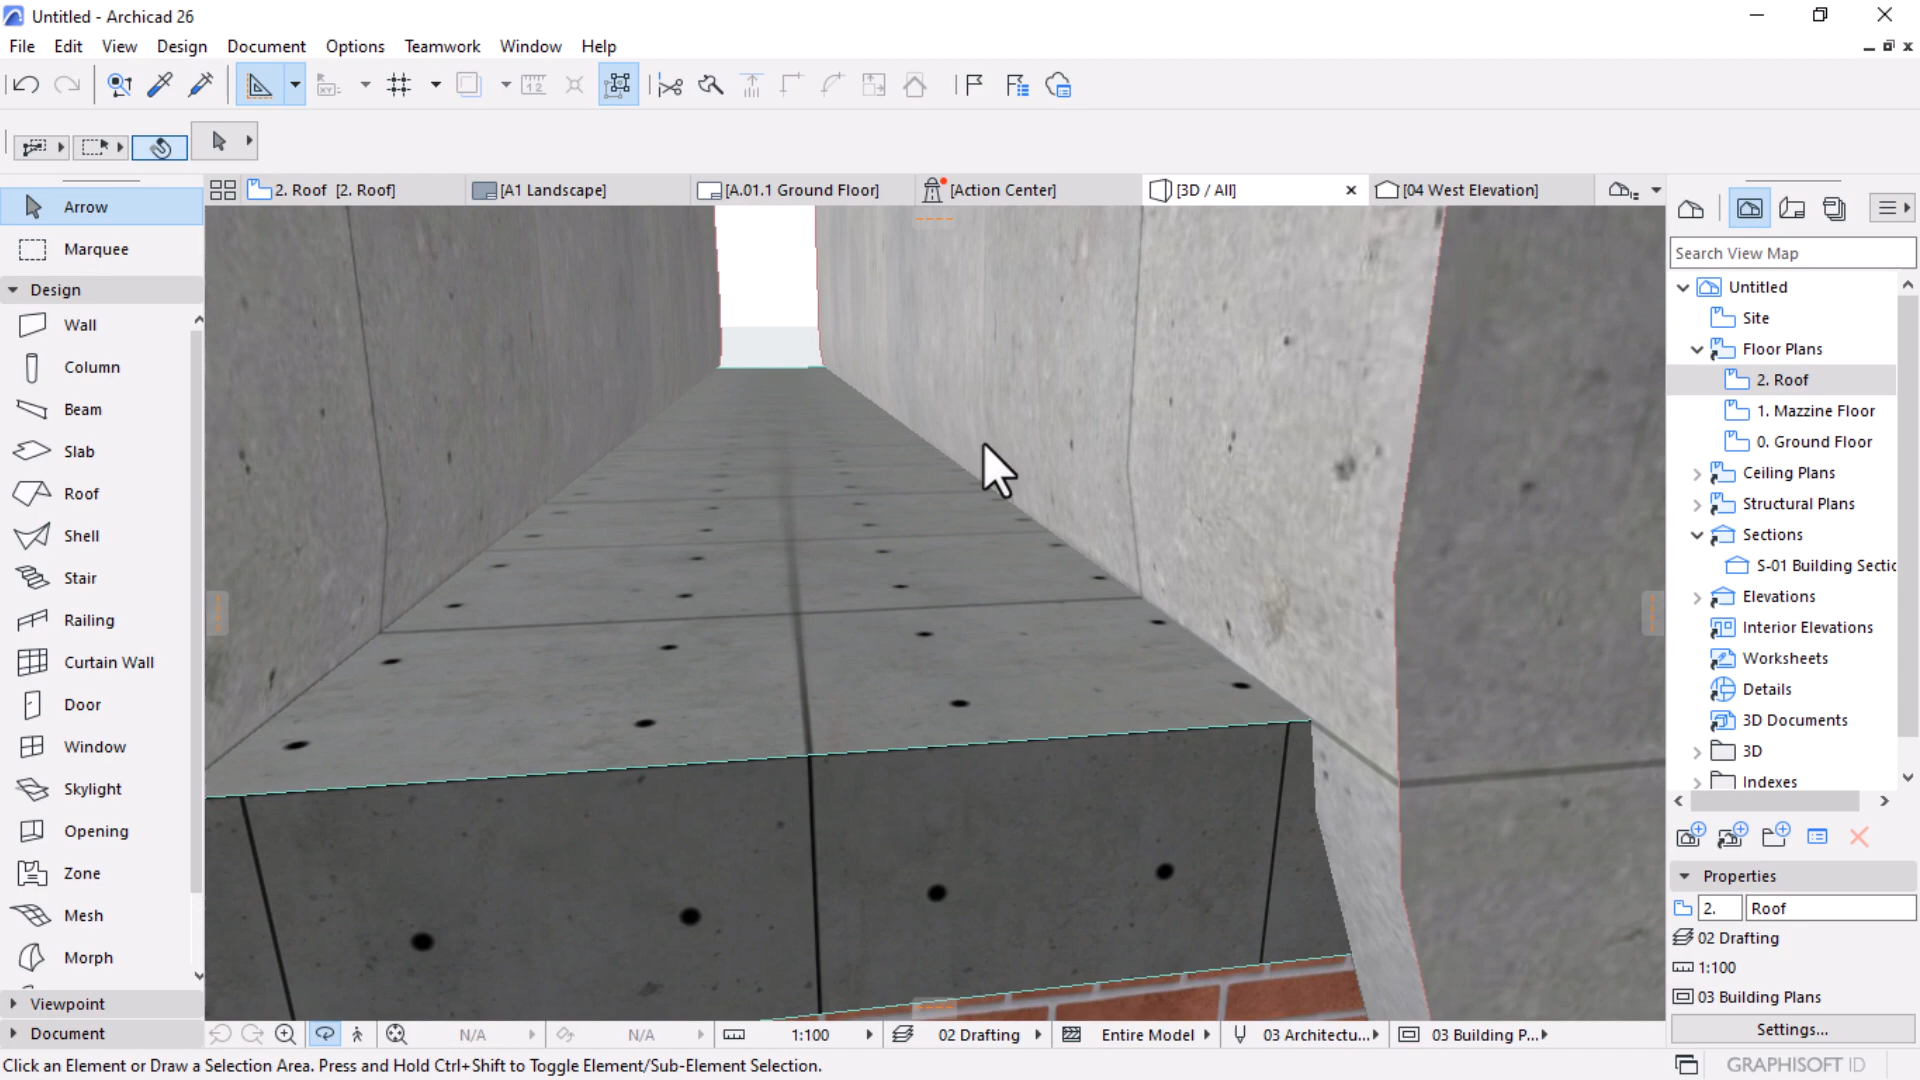 Untitled - Archicad 26
File Edit View Design Document Options Teamwork Window Help
2. Roof [2. Roof] [A1 Landscape] [A.01.1 Ground Floor] [Action Center] [3D / All] [04 West Elevation]
Arrow
Marquee
Design
Wall
Column
Beam
Slab
Roof
Shell
Stair
Railing
Curtain Wall
Door
Window
Skylight
Opening
Zone
Mesh
Morph
Viewpoint
Document
Search View Map
Untitled
Site
Floor Plans
2. Roof
1. Mazzine Floor
0. Ground Floor
Ceiling Plans
Structural Plans
Sections
S-01 Building Sectio
Elevations
Interior Elevations
Worksheets
Details
3D Documents
3D
Indexes
Properties
2. Roof
02 Drafting
1:100
03 Building Plans
Settings...
N/A N/A 1:100 02 Drafting Entire Model 03 Architectu... 03 Building P...
Click an Element or Draw a Selection Area. Press and Hold Ctrl+Shift to Toggle Element/Sub-Element Selection.
GRAPHISOFT ID